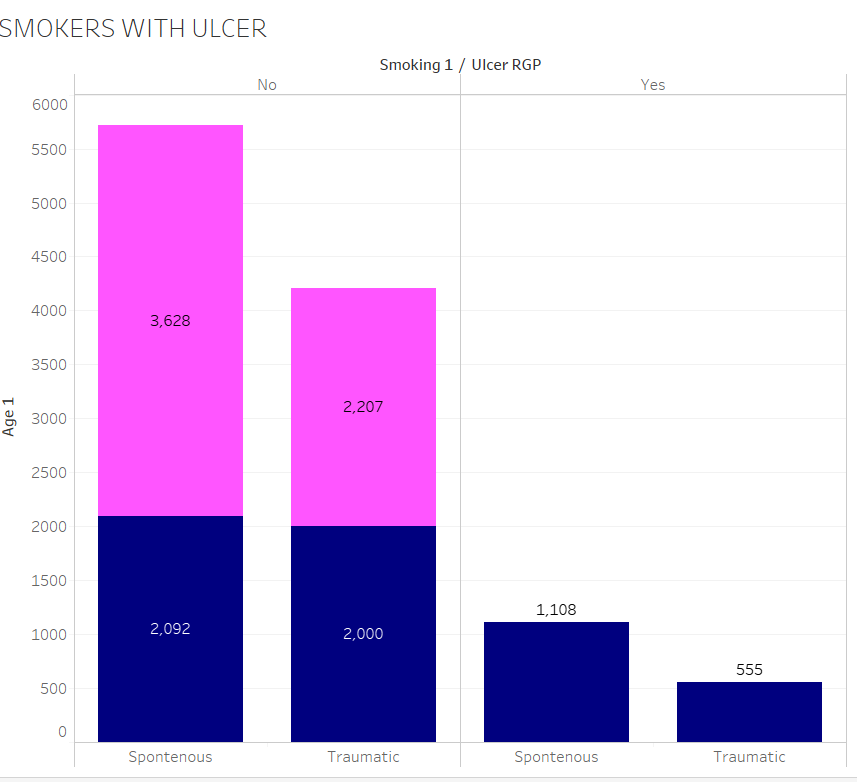 SMOKERS WITH ULCER
Smoking 1 / Ulcer RGP
No
Yes
6000
5500
5000
4500
4000
3500
3000
2500
2000
1500
1000
500
0
Age 1
3,628
2,092
2,207
2,000
1,108
555
Spontenous
Traumatic
Spontenous
Traumatic